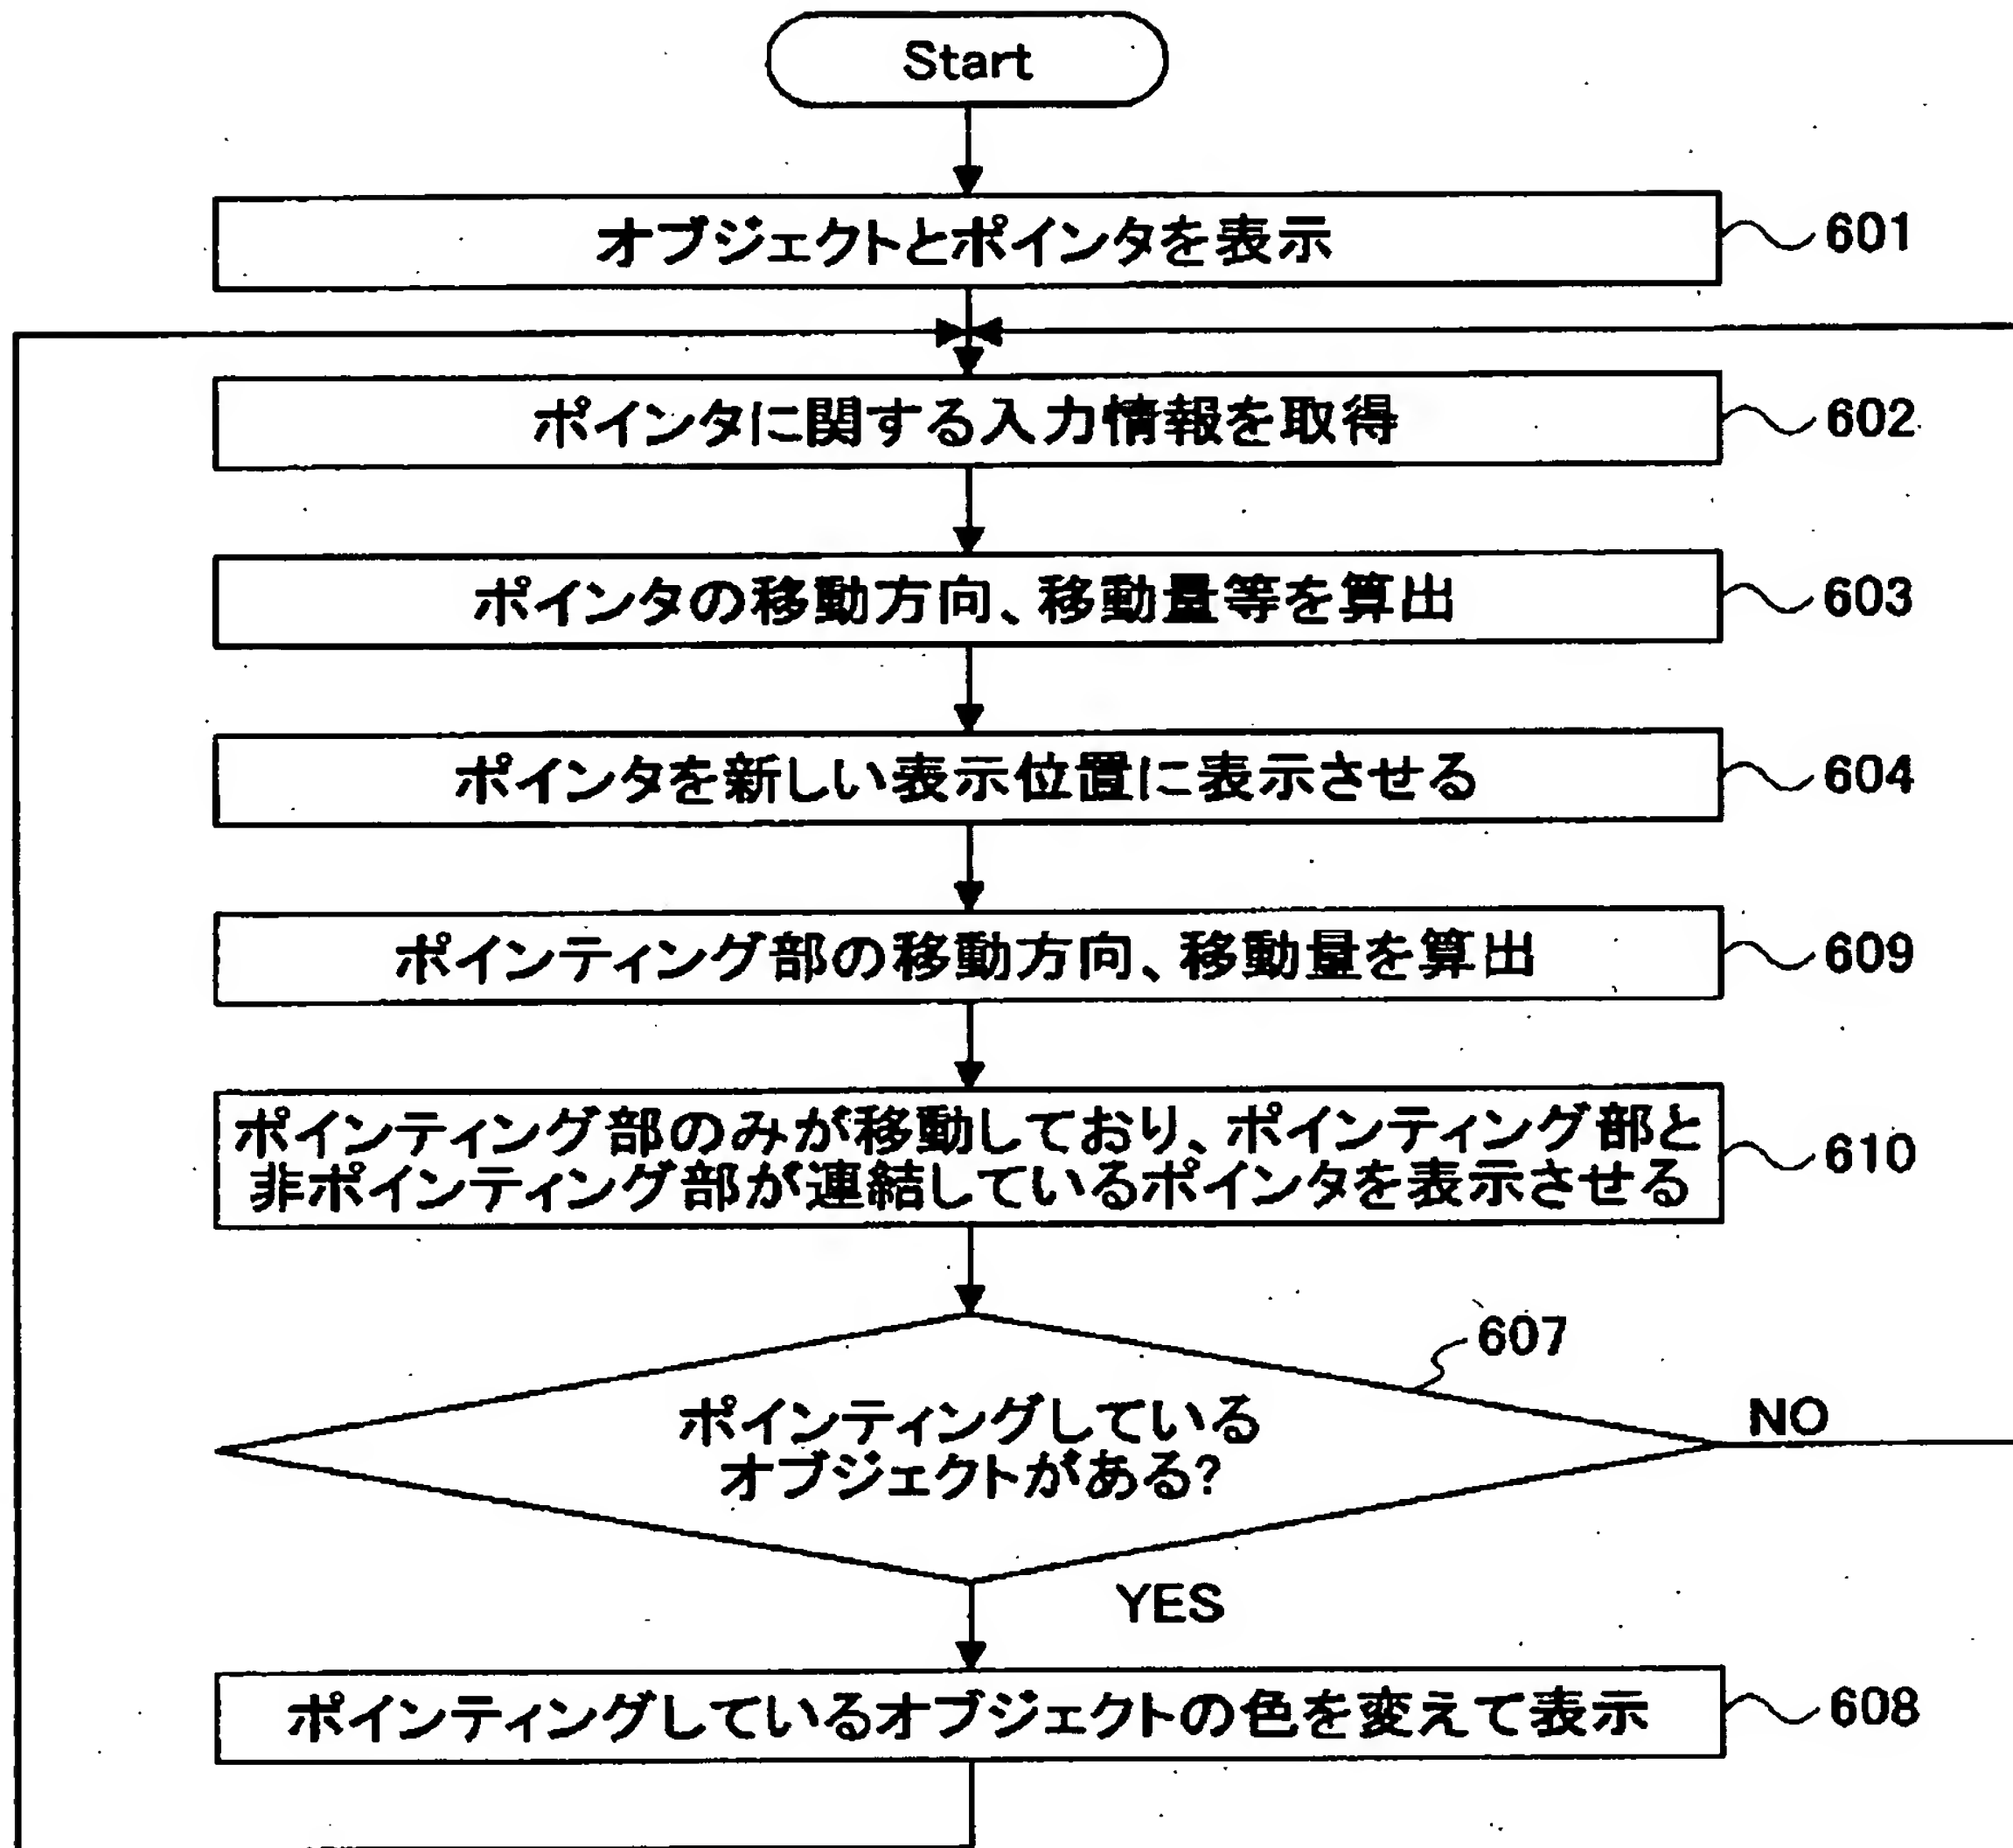 Start
オブジェクトとポインタを表示
601
ポインタに関する入力情報を取得
602
ポインタの移動方向、移動量等を算出
603
ポインタを新しい表示位置に表示させる
604
ポインティング部の移動方向、移動量を算出
609
ポインティング部のみが移動しており、ポインティング部と
非ポインティング部が連結しているポインタを表示させる
610
607
ポインティングしている
オブジェクトがある?
NO
YES
ポインティングしているオブジェクトの色を変えて表示
608